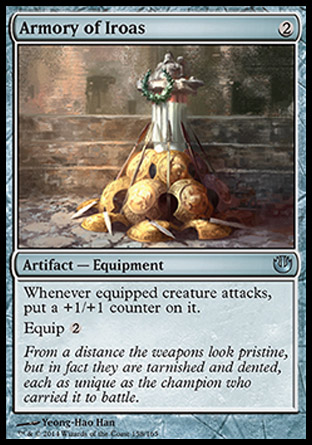 Armory of Iroas 2
Artifact — Equipment
Whenever equipped creature attacks,
put a +1/+1 counter on it.
Equip 2
From a distance the weapons look pristine,
but in fact they are tarnished and dented,
each as unique as the champion who
carried it to battle.
Yeong-Hao Han
™ & © 2014 Wizards of the Coast 158/165